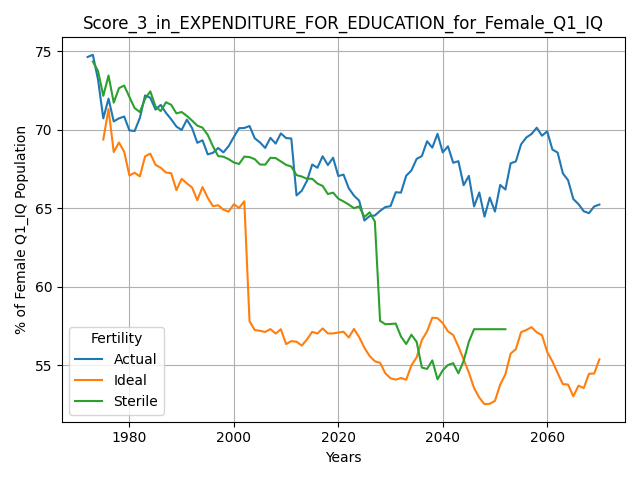 Score_3_in_EXPENDITURE_FOR_EDUCATION_for_Female_Q1_IQ
% of Female Q1_IQ Population
75
70
65
60
55
Fertility
Actual
Ideal
Sterile
1980 2000 2020 2040 2060
Years